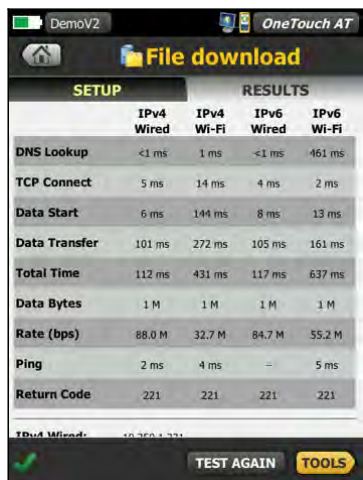 DemoV2 OneTouch AT
File download
SETUP RESULTS
IPv4 IPv4 IPv6 IPv6
Wired Wi-Fi Wired Wi-Fi
DNS Lookup <1 ms 1 ms <1 ms 461 ms
TCP Connect 5 ms 14 ms 4 ms 2 ms
Data Start 6 ms 144 ms 8 ms 13 ms
Data Transfer 101 ms 272 ms 105 ms 161 ms
Total Time 112 ms 431 ms 117 ms 637 ms
Data Bytes 1 M 1 M 1 M 1 M
Rate (bps) 88.0 M 32.7 M 84.7 M 55.2 M
Ping 2 ms 4 ms -- 5 ms
Return Code 221 221 221 221
IPv4 Wired:
TEST AGAIN TOOLS